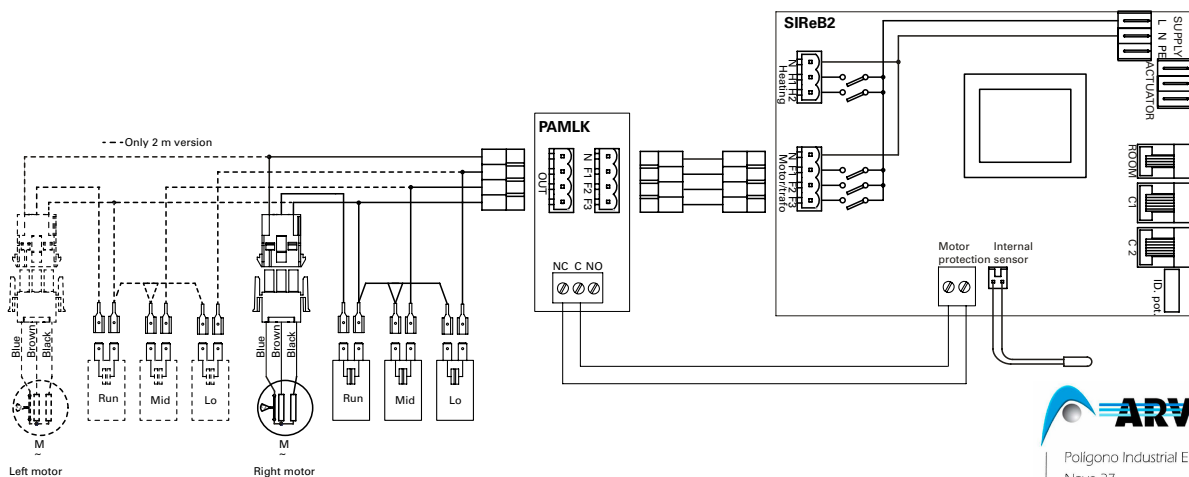 SIReB2
L N PE
SUPPLY
ACTUATOR
N H1 H2
Heating
PAMLK
---Only 2 m version
OUT
N F1 F2 F3
N F1 F2 F3
Motor/trafo
ROOM
C1
C 2
ID. pot.
NC C NO
Motor protection
Internal sensor
Blue
Brown
Black
Run
Mid
Lo
Blue
Brown
Black
Run
Mid
Lo
M
~
Left motor
M
~
Right motor
Polígono Industrial E